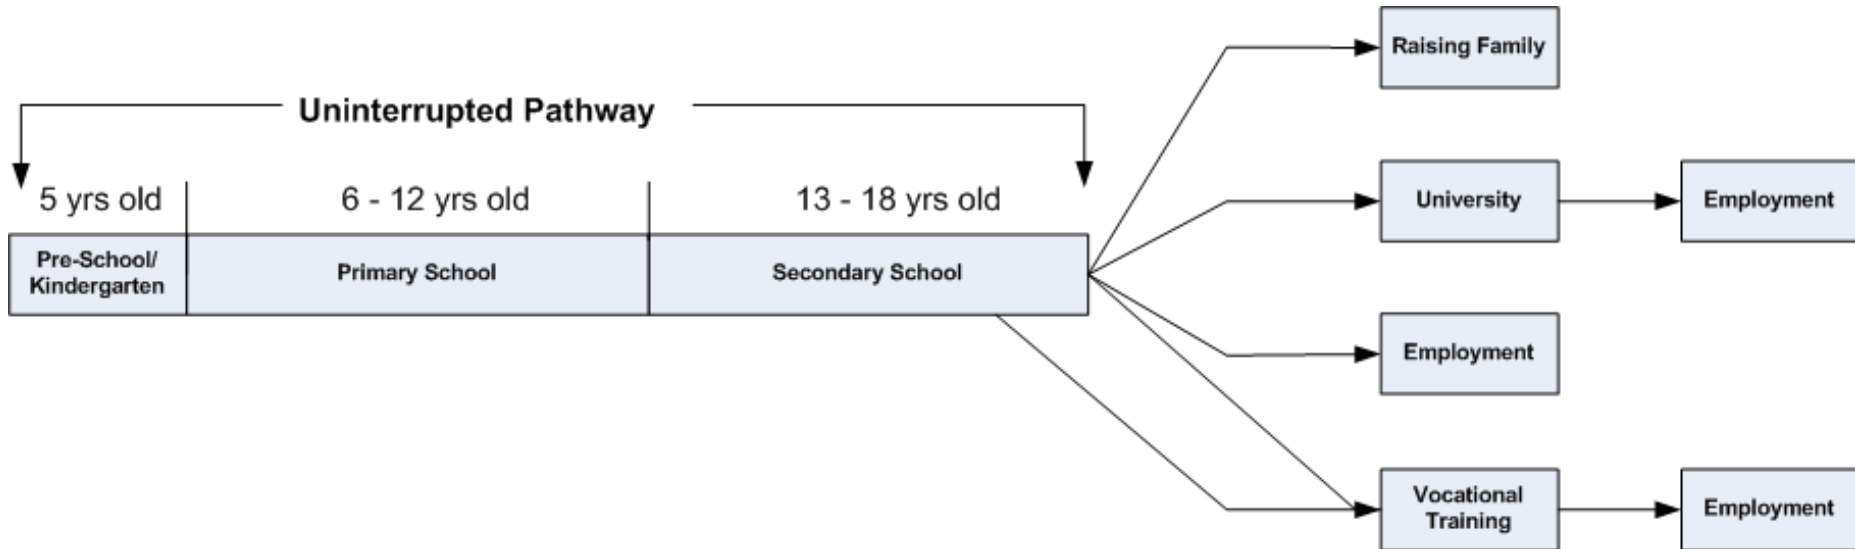 Raising Family
Uninterrupted Pathway
5 yrs old
6 - 12 yrs old
13 - 18 yrs old
University
Employment
Pre-School/
Kindergarten
Primary School
Secondary School
Employment
Vocational
Training
Employment